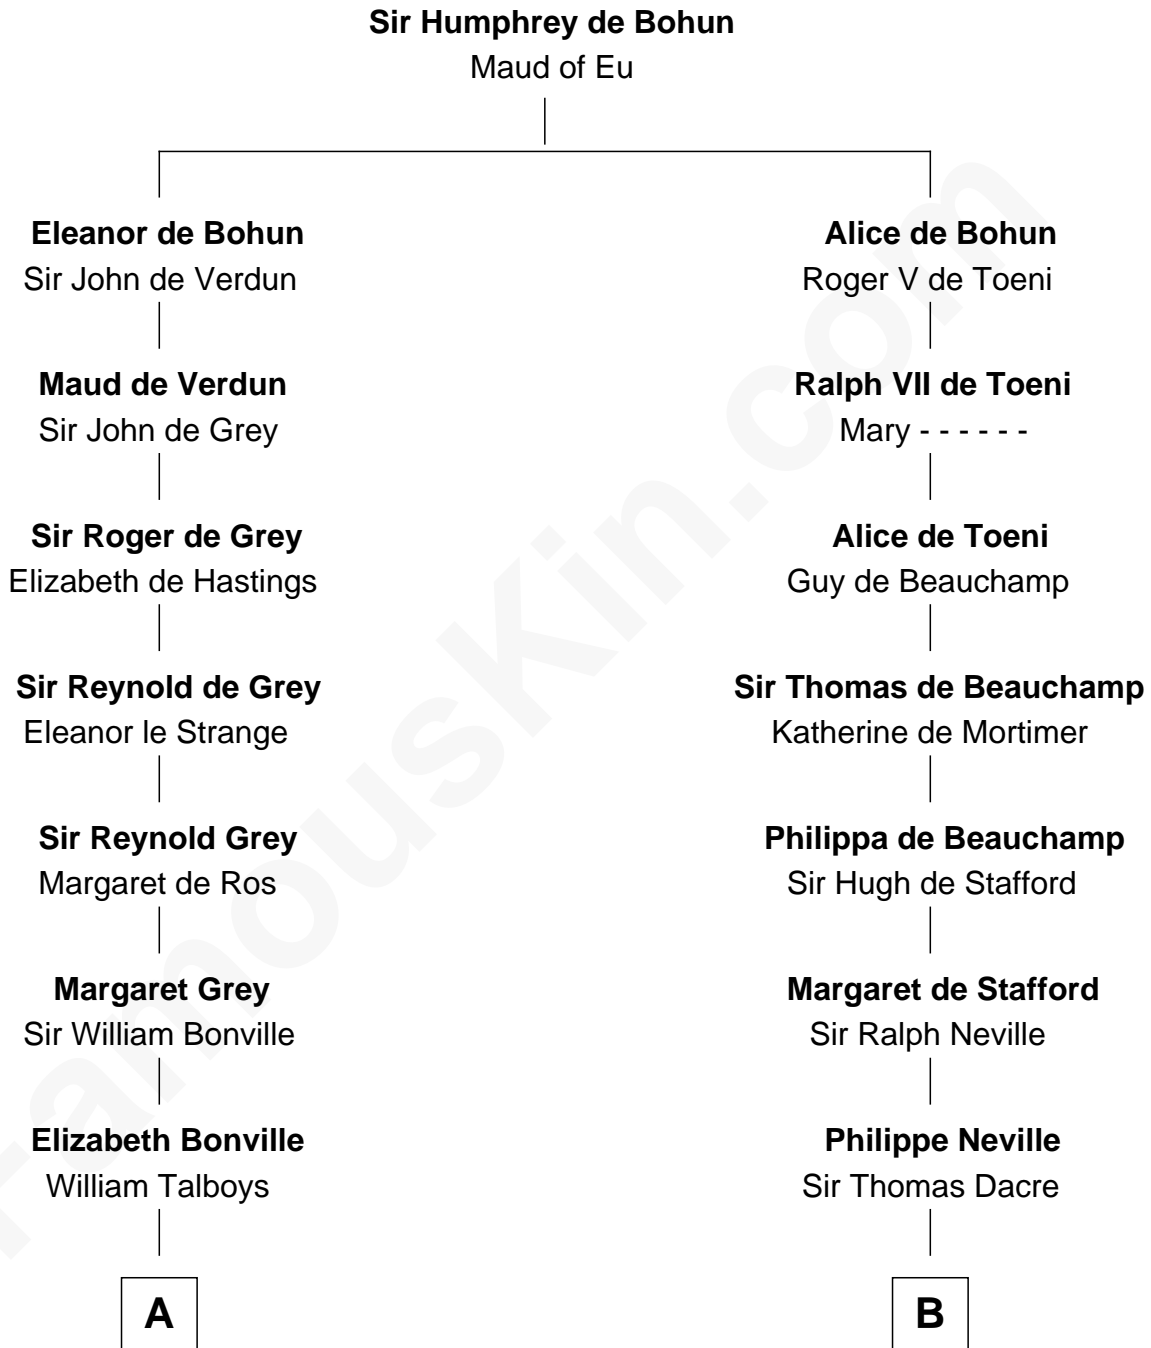 Sir Humphrey de Bohun
Maud of Eu
Eleanor de Bohun
Sir John de Verdun
Maud de Verdun
Sir John de Grey
Sir Roger de Grey
Elizabeth de Hastings
Sir Reynold de Grey
Eleanor le Strange
Sir Reynold Grey
Margaret de Ros
Margaret Grey
Sir William Bonville
Elizabeth Bonville
William Talboys
A
Alice de Bohun
Roger V de Toeni
Ralph VII de Toeni
Mary - - - - - -
Alice de Toeni
Guy de Beauchamp
Sir Thomas de Beauchamp
Katherine de Mortimer
Philippa de Beauchamp
Sir Hugh de Stafford
Margaret de Stafford
Sir Ralph Neville
Philippe Neville
Sir Thomas Dacre
B
FamousKin.com